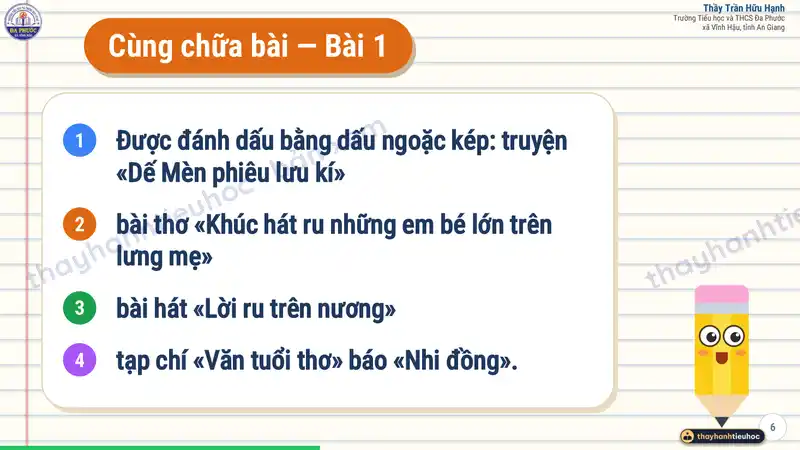 Thầy Trần Hữu Hạnh
Trường Tiểu học và THCS Đa Phước
xã Vĩnh Hậu, tỉnh An Giang
ĐA PHƯỚC
Cùng chữa bài – Bài 1
1 Được đánh dấu bằng dấu ngoặc kép: truyện
«Dế Mèn phiêu lưu kí»
2 bài thơ «Khúc hát ru những em bé lớn trên
lưng mẹ»
3 bài hát «Lời ru trên nương»
4 tạp chí «Văn tuổi thơ» báo «Nhi đồng».
6
thayhanhtieuhoc